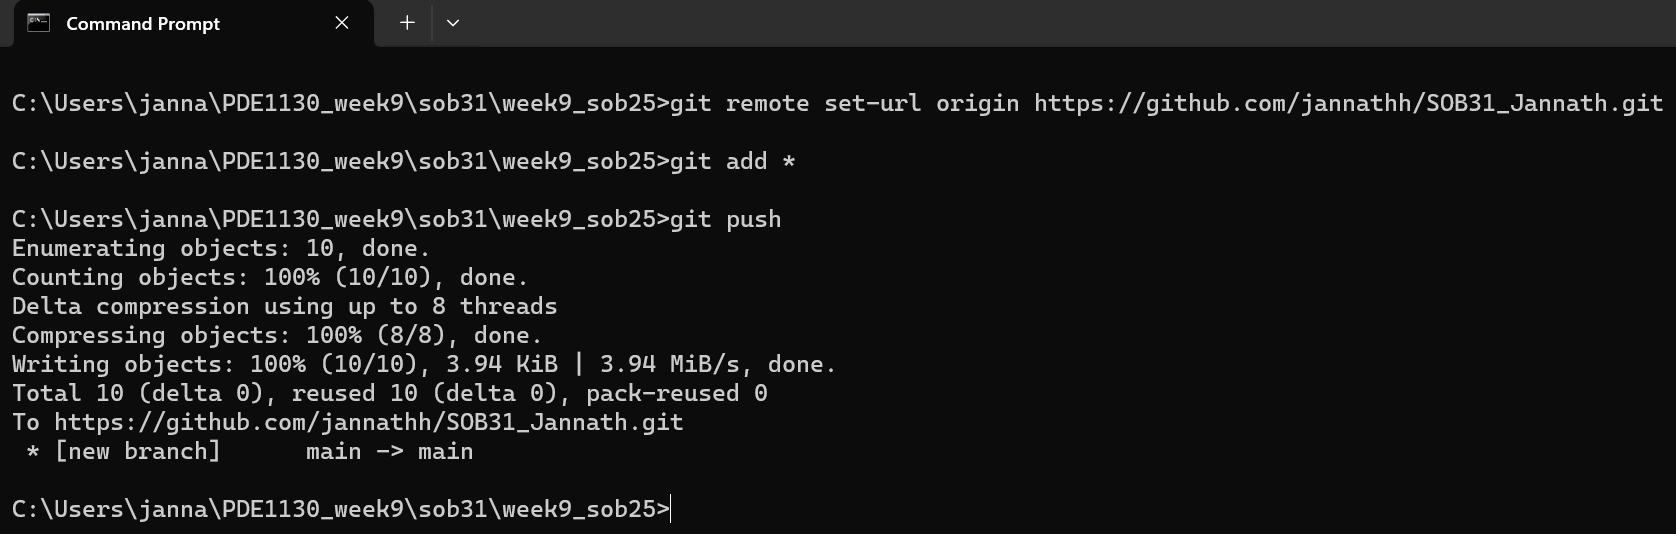 Command Prompt
C:\Users\janna\PDE1130_week9\sob31\week9_sob25>git remote set-url origin https://github.com/jannathh/SOB31_Jannath.git
C:\Users\janna\PDE1130_week9\sob31\week9_sob25>git add *
C:\Users\janna\PDE1130_week9\sob31\week9_sob25>git push
Enumerating objects: 10, done.
Counting objects: 100% (10/10), done.
Delta compression using up to 8 threads
Compressing objects: 100% (8/8), done.
Writing objects: 100% (10/10), 3.94 KiB | 3.94 MiB/s, done.
Total 10 (delta 0), reused 10 (delta 0), pack-reused 0
To https://github.com/jannathh/SOB31_Jannath.git
 * [new branch]      main -> main
C:\Users\janna\PDE1130_week9\sob31\week9_sob25>